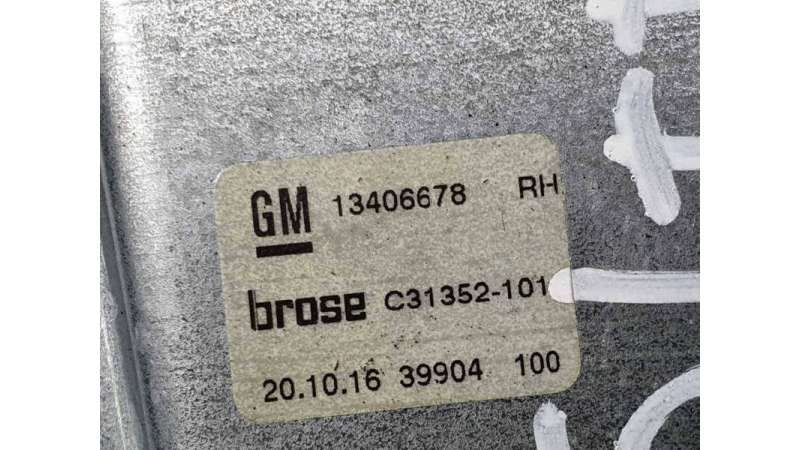 GM 13406678 RH
brose C31352-101
20.10.16 39904 100